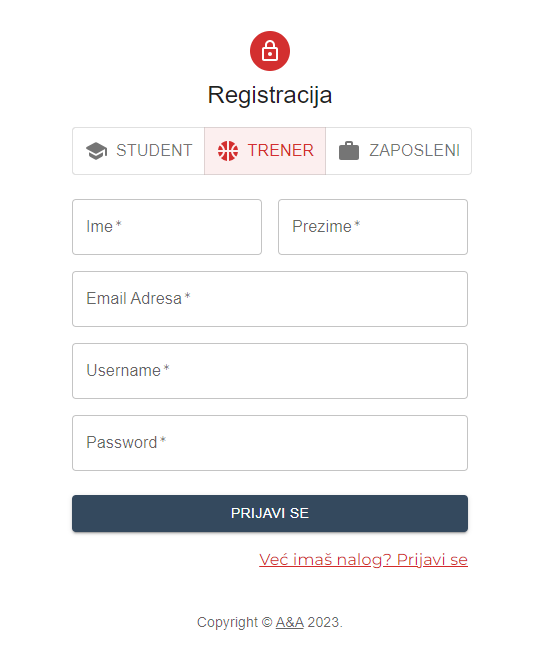 Registracija
STUDENT TRENER ZAPOSLENI
Ime * Prezime *
Email Adresa *
Username *
Password *
PRIJAVI SE
Već imaš nalog? Prijavi se
Copyright © A&A 2023.